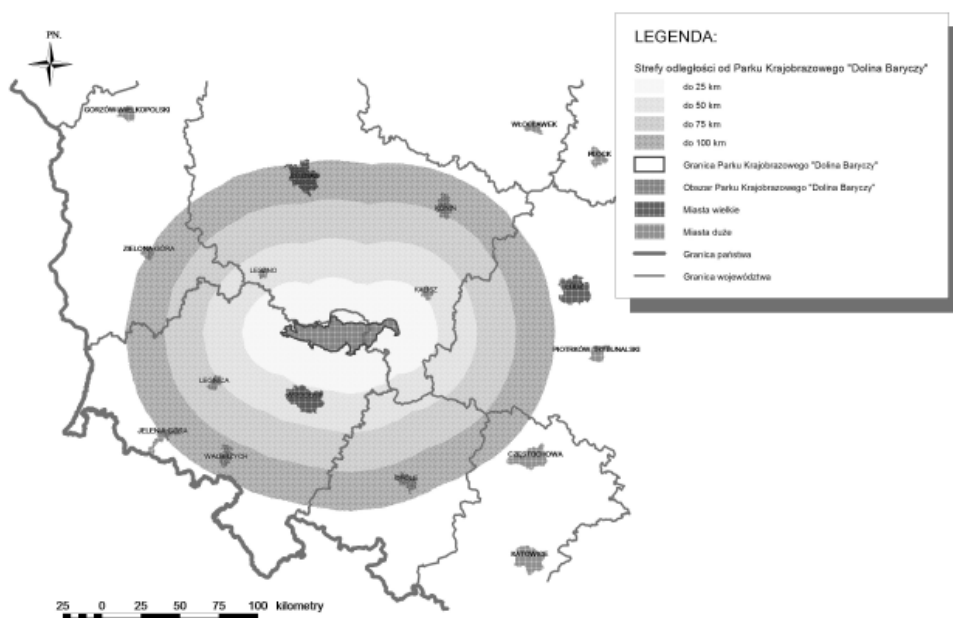 PN.
LEGENDA:
Strefy odległości od Parku Krajobrazowego "Dolina Baryczy"
do 25 km
do 50 km
do 75 km
do 100 km
Granica Parku Krajobrazowego "Dolina Baryczy"
Obszar Parku Krajobrazowego "Dolina Baryczy"
Miasta wielkie
Miasta duże
Granica państwa
Granica województwa
GORZÓW WIELKOPOLSKI
WŁOCŁAWEK
PŁOCK
KONIN
ZIELONA GÓRA
LESZNO
KALISZ
PIOTRKÓW TRYBUNALSKI
LEGNICA
JELENIA GÓRA
WAŁBRZYCH
CZĘSTOCHOWA
KATOWICE
25 0 25 50 75 100 kilometry